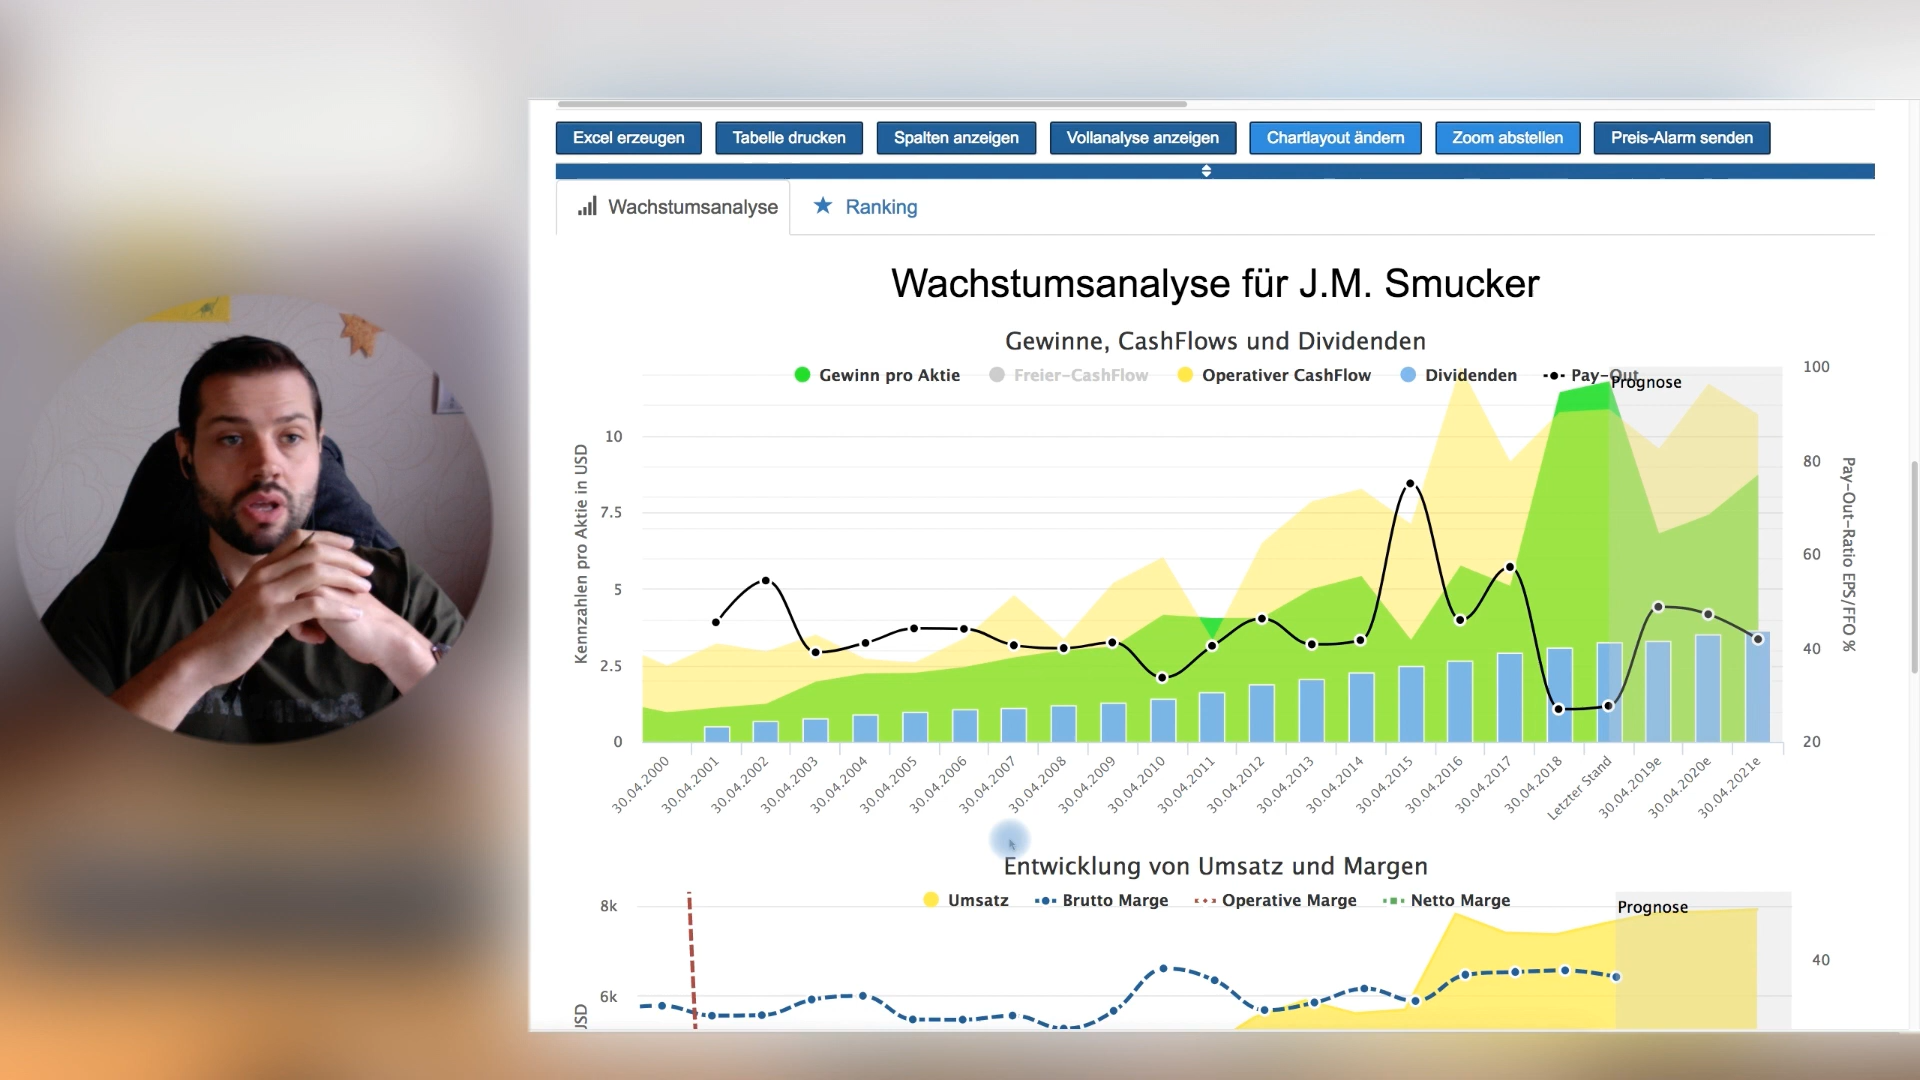 Excel erzeugen Tabelle drucken Spalten anzeigen Vollanalyse anzeigen Chartlayout ändern Zoom abstellen Preis-Alarm senden
Wachstumsanalyse Ranking
Wachstumsanalyse für J.M. Smucker
Gewinne, CashFlows und Dividenden
Gewinn pro Aktie Freier-CashFlow Operativer CashFlow Dividenden Pay-Out
Prognose
Kennzahlen pro Aktie in USD
10
7.5
5
2.5
0
100
80
60
40
20
Pay-Out-Ratio EPS/FFO %
30.04.2000 30.04.2001 30.04.2002 30.04.2003 30.04.2004 30.04.2005 30.04.2006 30.04.2007 30.04.2008 30.04.2009 30.04.2010 30.04.2011 30.04.2012 30.04.2013 30.04.2014 30.04.2015 30.04.2016 30.04.2017 30.04.2018 Letzter Stand 30.04.2019e 30.04.2020e 30.04.2021e
Entwicklung von Umsatz und Margen
Umsatz Brutto Marge Operative Marge Netto Marge
Prognose
8k
6k
40